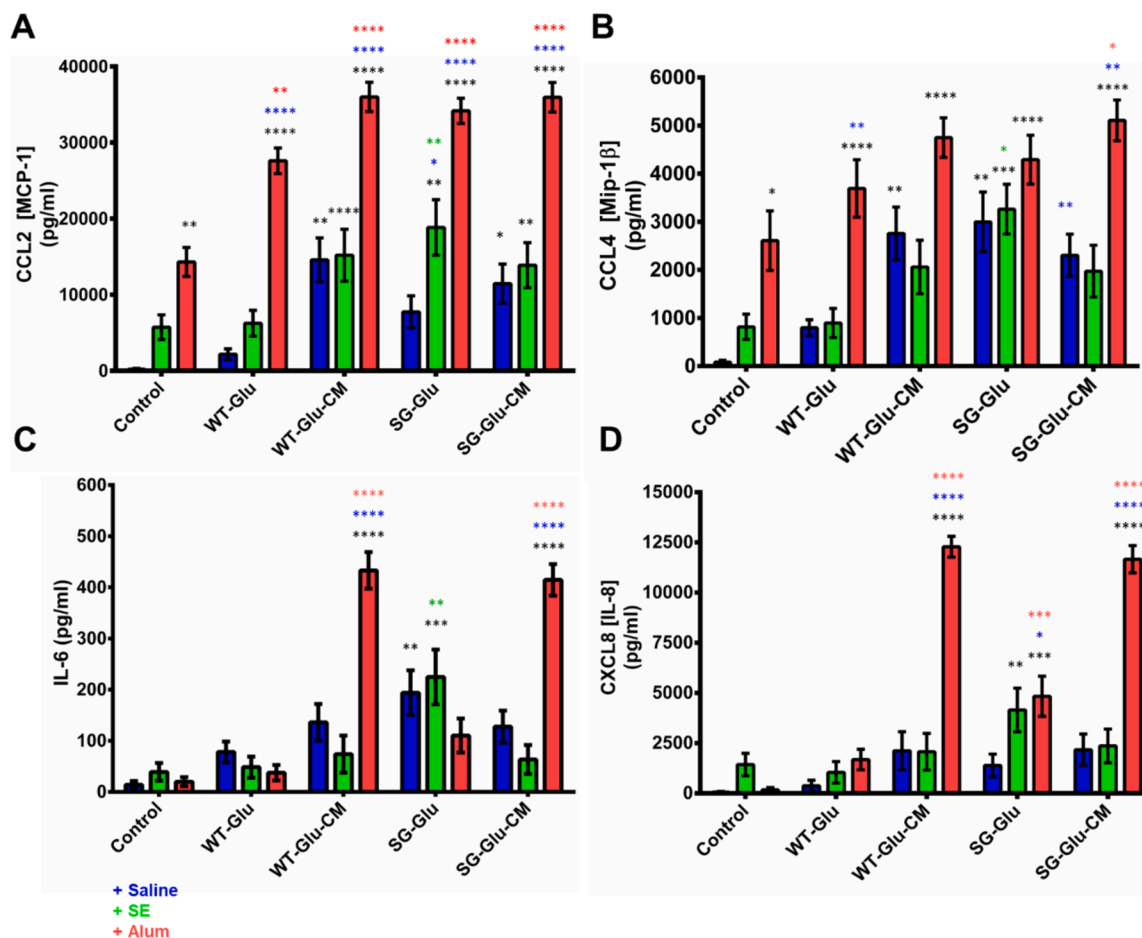 A
CCL2 [MCP-1]
(pg/ml)
40000
30000
20000
10000
0
**
**
****
****
**
****
****
****
****
**
*
**
****
****
****
*
**
****
****
****
Control
WT-Glu
WT-Glu-CM
SG-Glu
SG-Glu-CM
B
CCL4 [Mip-1β]
(pg/ml)
6000
5000
4000
3000
2000
1000
0
*
**
****
**
****
**
*
***
****
**
*
**
****
Control
WT-Glu
WT-Glu-CM
SG-Glu
SG-Glu-CM
C
IL-6 (pg/ml)
600
500
400
300
200
100
0
****
****
****
**
**
***
****
****
****
Control
WT-Glu
WT-Glu-CM
SG-Glu
SG-Glu-CM
D
CXCL8 [IL-8]
(pg/ml)
15000
12500
10000
7500
5000
2500
0
****
****
****
**
***
*
***
****
****
****
Control
WT-Glu
WT-Glu-CM
SG-Glu
SG-Glu-CM
+ Saline
+ SE
+ Alum